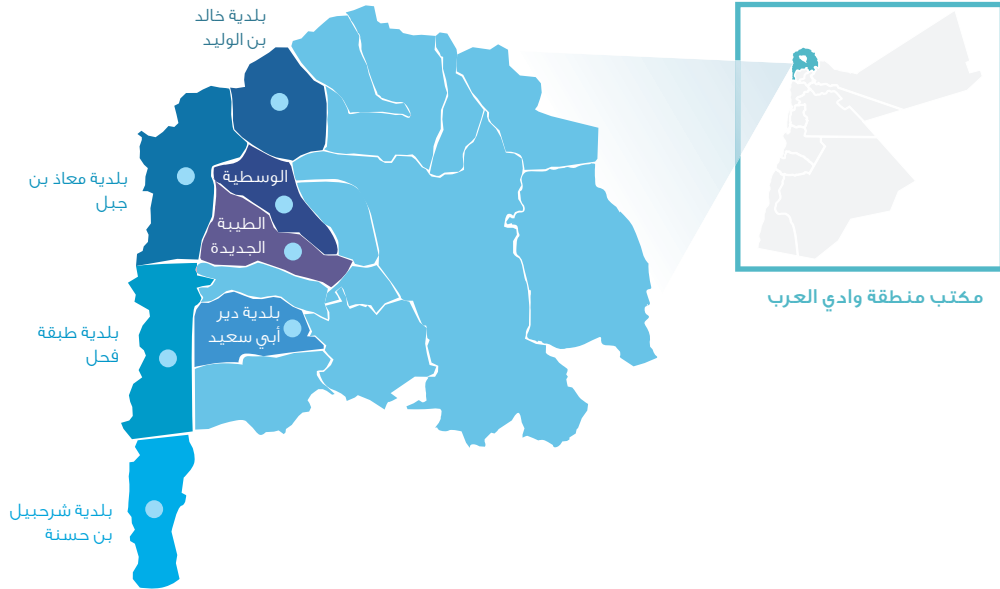 بلدية خالد
بن الوليد
بلدية معاذ بن
جبل
الوسطية
الطيبة
الجديدة
مكتب منطقة وادي العرب
بلدية دير
أبي سعيد
بلدية طبقة
فحل
بلدية شرحبيل
بن حسنة